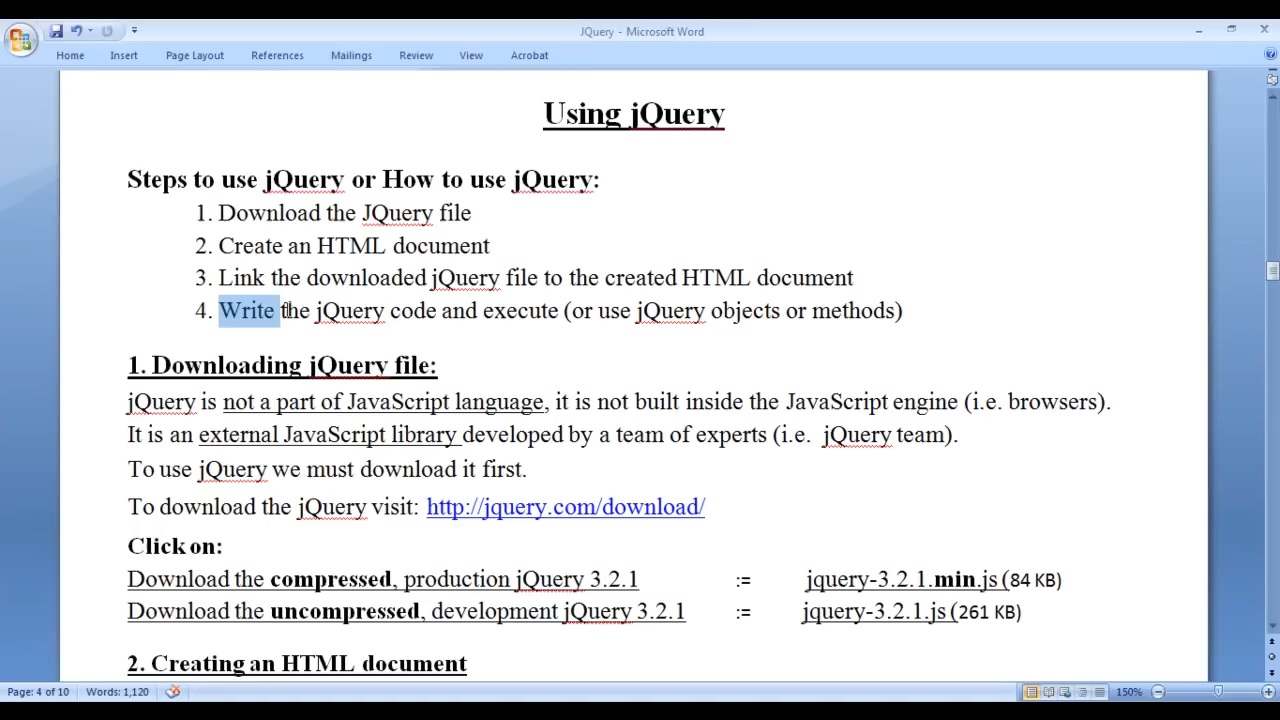 JQuery - Microsoft Word
Home Insert Page Layout References Mailings Review View Acrobat
Using jQuery
Steps to use jQuery or How to use jQuery:
1. Download the JQuery file
2. Create an HTML document
3. Link the downloaded jQuery file to the created HTML document
4. Write the jQuery code and execute (or use jQuery objects or methods)
1. Downloading jQuery file:
jQuery is not a part of JavaScript language, it is not built inside the JavaScript engine (i.e. browsers).
It is an external JavaScript library developed by a team of experts (i.e. jQuery team).
To use jQuery we must download it first.
To download the jQuery visit: http://jquery.com/download/
Click on:
Download the compressed, production jQuery 3.2.1 := jquery-3.2.1.min.js (84 KB)
Download the uncompressed, development jQuery 3.2.1 := jquery-3.2.1.js (261 KB)
2. Creating an HTML document
Page: 4 of 10 Words: 1,120 150%